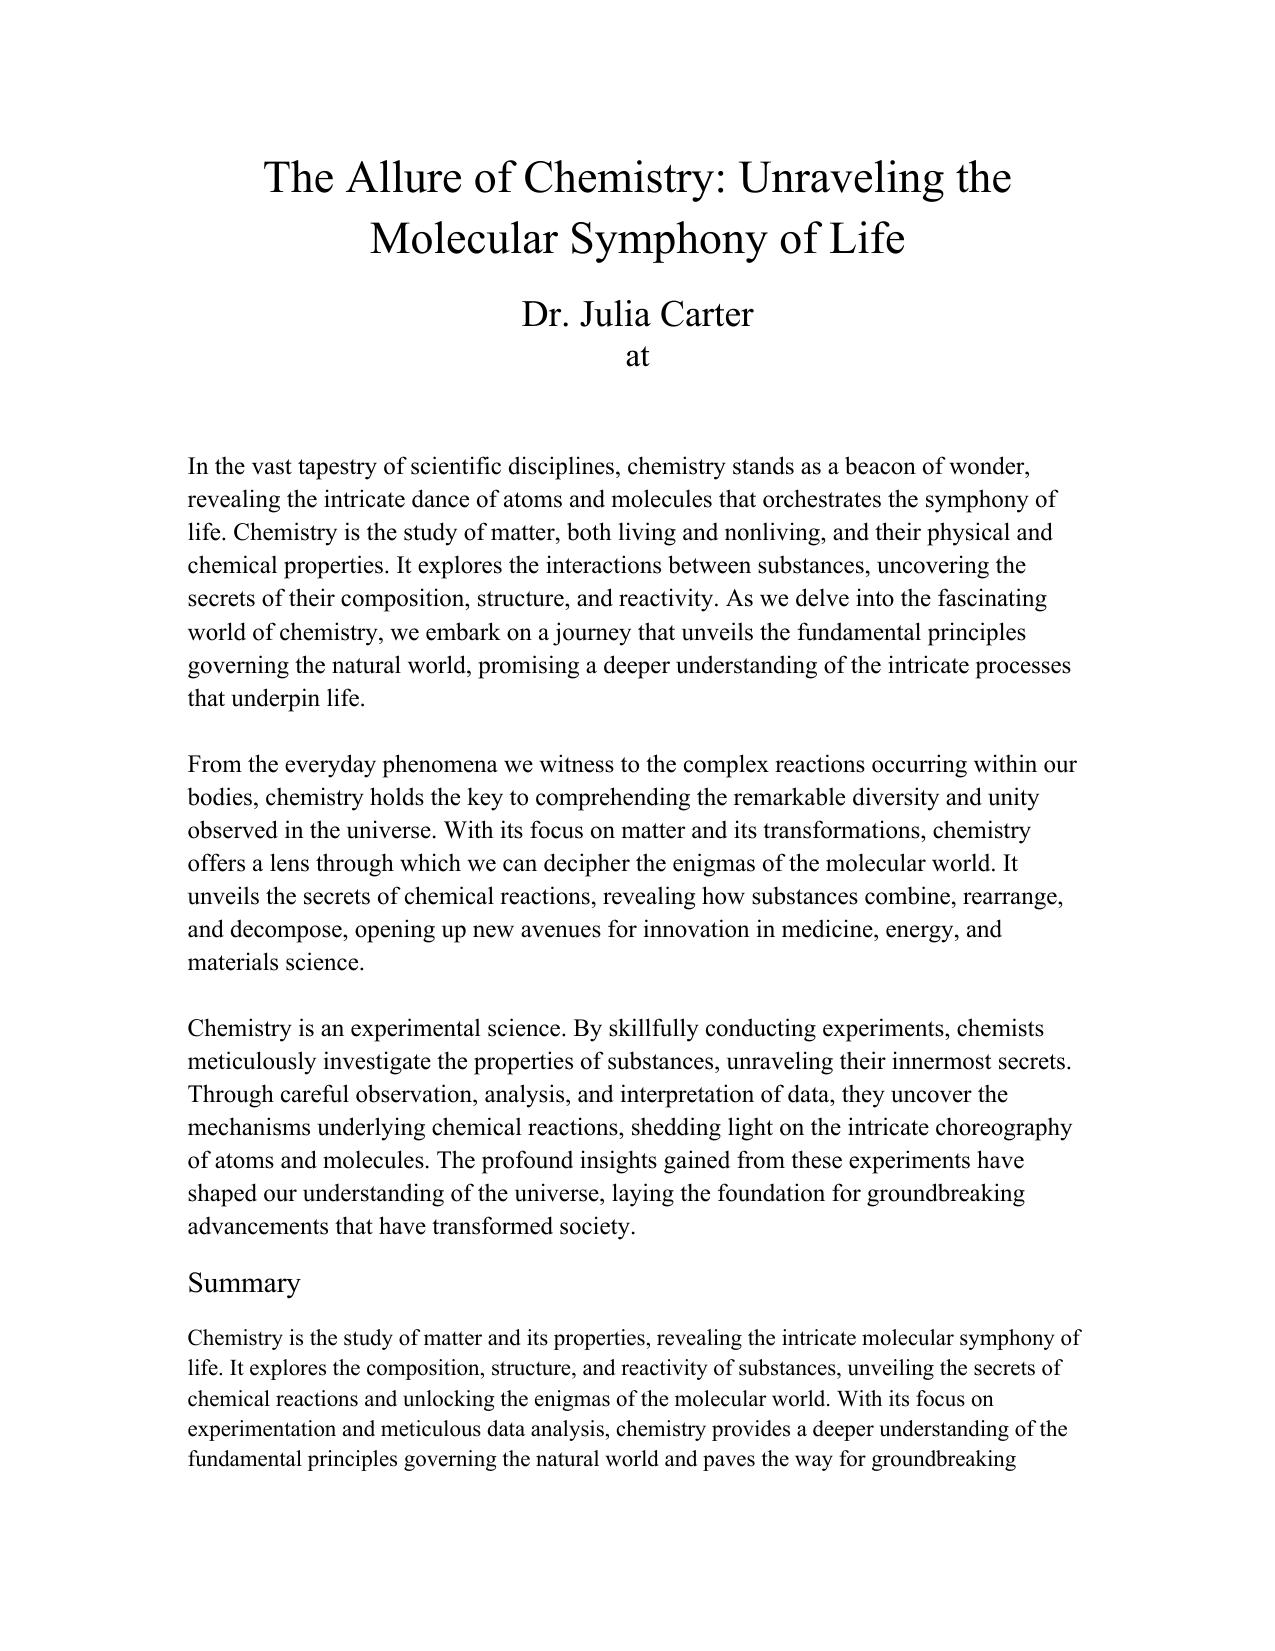 The Allure of Chemistry: Unraveling the
Molecular Symphony of Life
Dr. Julia Carter
at
In the vast tapestry of scientific disciplines, chemistry stands as a beacon of wonder,
revealing the intricate dance of atoms and molecules that orchestrates the symphony of
life. Chemistry is the study of matter, both living and nonliving, and their physical and
chemical properties. It explores the interactions between substances, uncovering the
secrets of their composition, structure, and reactivity. As we delve into the fascinating
world of chemistry, we embark on a journey that unveils the fundamental principles
governing the natural world, promising a deeper understanding of the intricate processes
that underpin life.
From the everyday phenomena we witness to the complex reactions occurring within our
bodies, chemistry holds the key to comprehending the remarkable diversity and unity
observed in the universe. With its focus on matter and its transformations, chemistry
offers a lens through which we can decipher the enigmas of the molecular world. It
unveils the secrets of chemical reactions, revealing how substances combine, rearrange,
and decompose, opening up new avenues for innovation in medicine, energy, and
materials science.
Chemistry is an experimental science. By skillfully conducting experiments, chemists
meticulously investigate the properties of substances, unraveling their innermost secrets.
Through careful observation, analysis, and interpretation of data, they uncover the
mechanisms underlying chemical reactions, shedding light on the intricate choreography
of atoms and molecules. The profound insights gained from these experiments have
shaped our understanding of the universe, laying the foundation for groundbreaking
advancements that have transformed society.
Summary
Chemistry is the study of matter and its properties, revealing the intricate molecular symphony of
life. It explores the composition, structure, and reactivity of substances, unveiling the secrets of
chemical reactions and unlocking the enigmas of the molecular world. With its focus on
experimentation and meticulous data analysis, chemistry provides a deeper understanding of the
fundamental principles governing the natural world and paves the way for groundbreaking